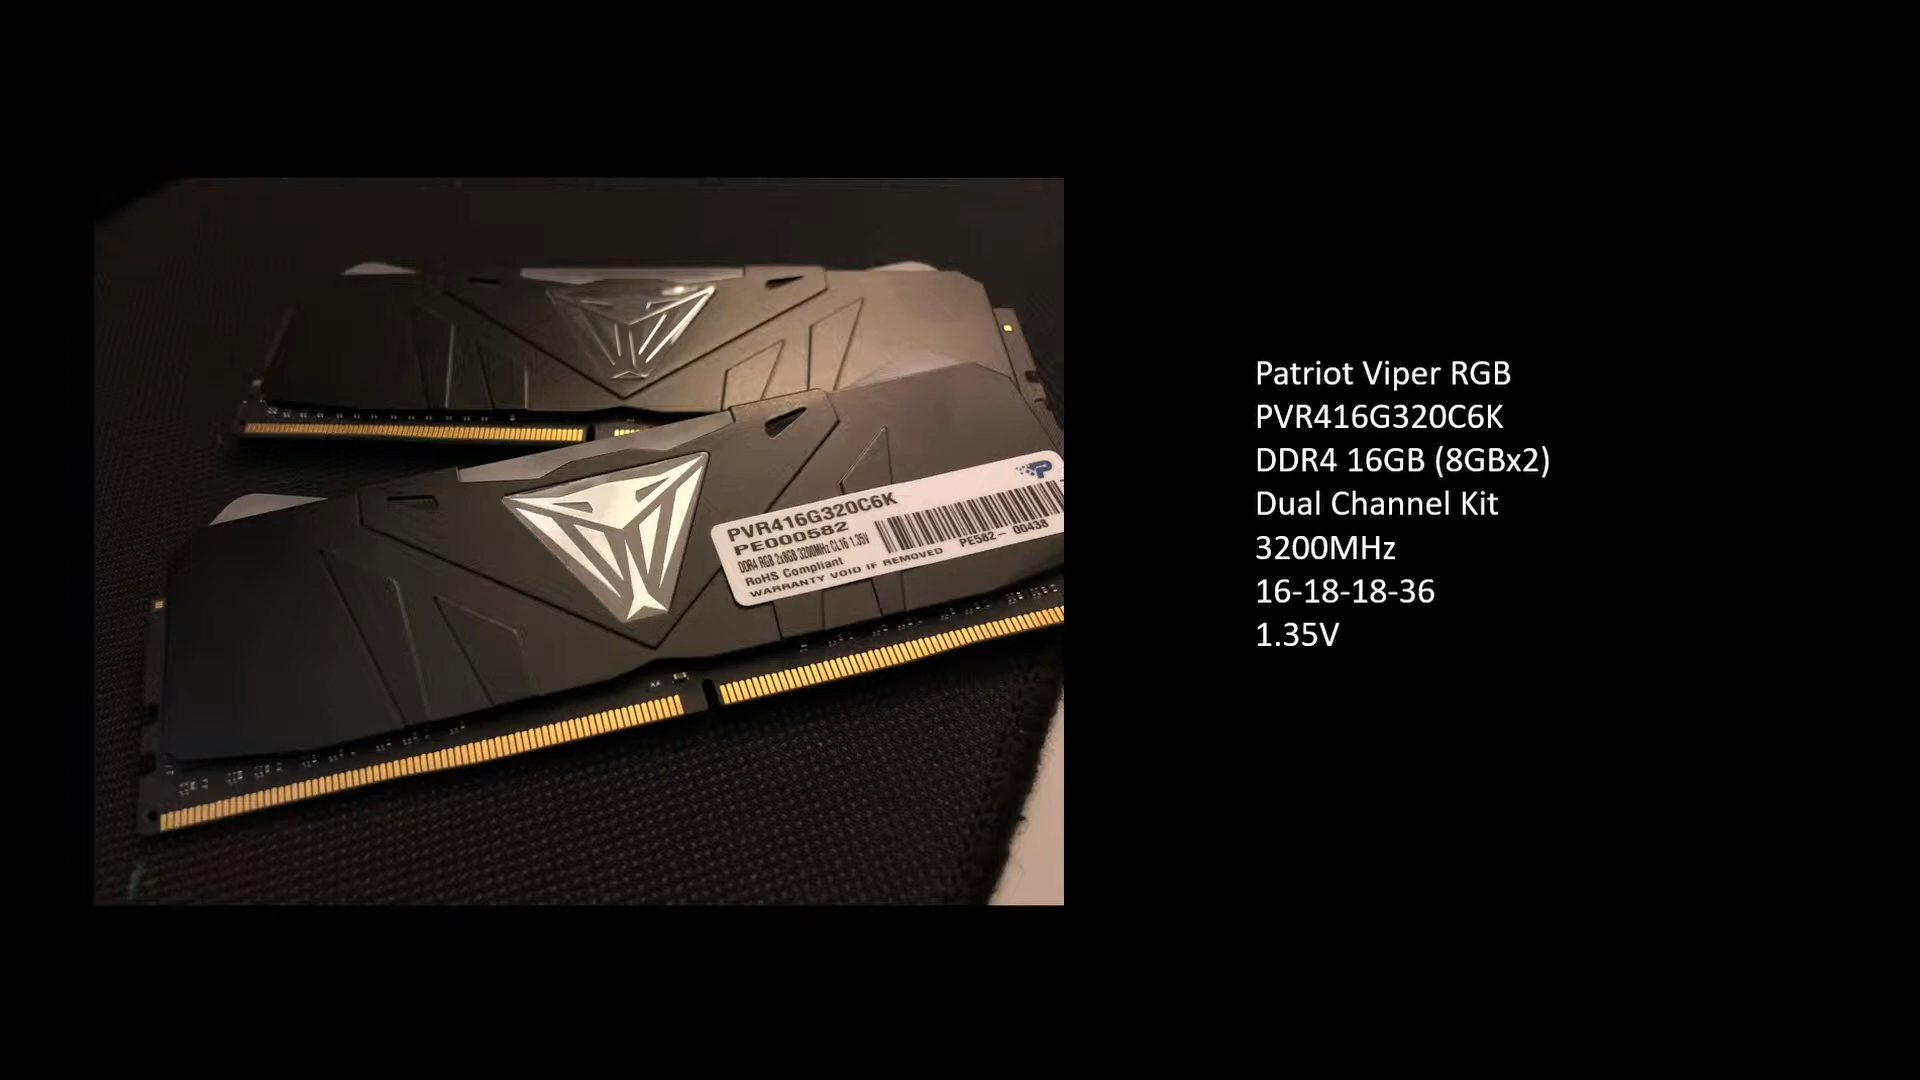 PVR416G320C6K
PE000582
DDR4 RGB 2x8GB 3200MHz CL16 1.35V
RoHS Compliant
WARRANTY VOID IF REMOVED
PE582- 00438
Patriot Viper RGB
PVR416G320C6K
DDR4 16GB (8GBx2)
Dual Channel Kit
3200MHz
16-18-18-36
1.35V